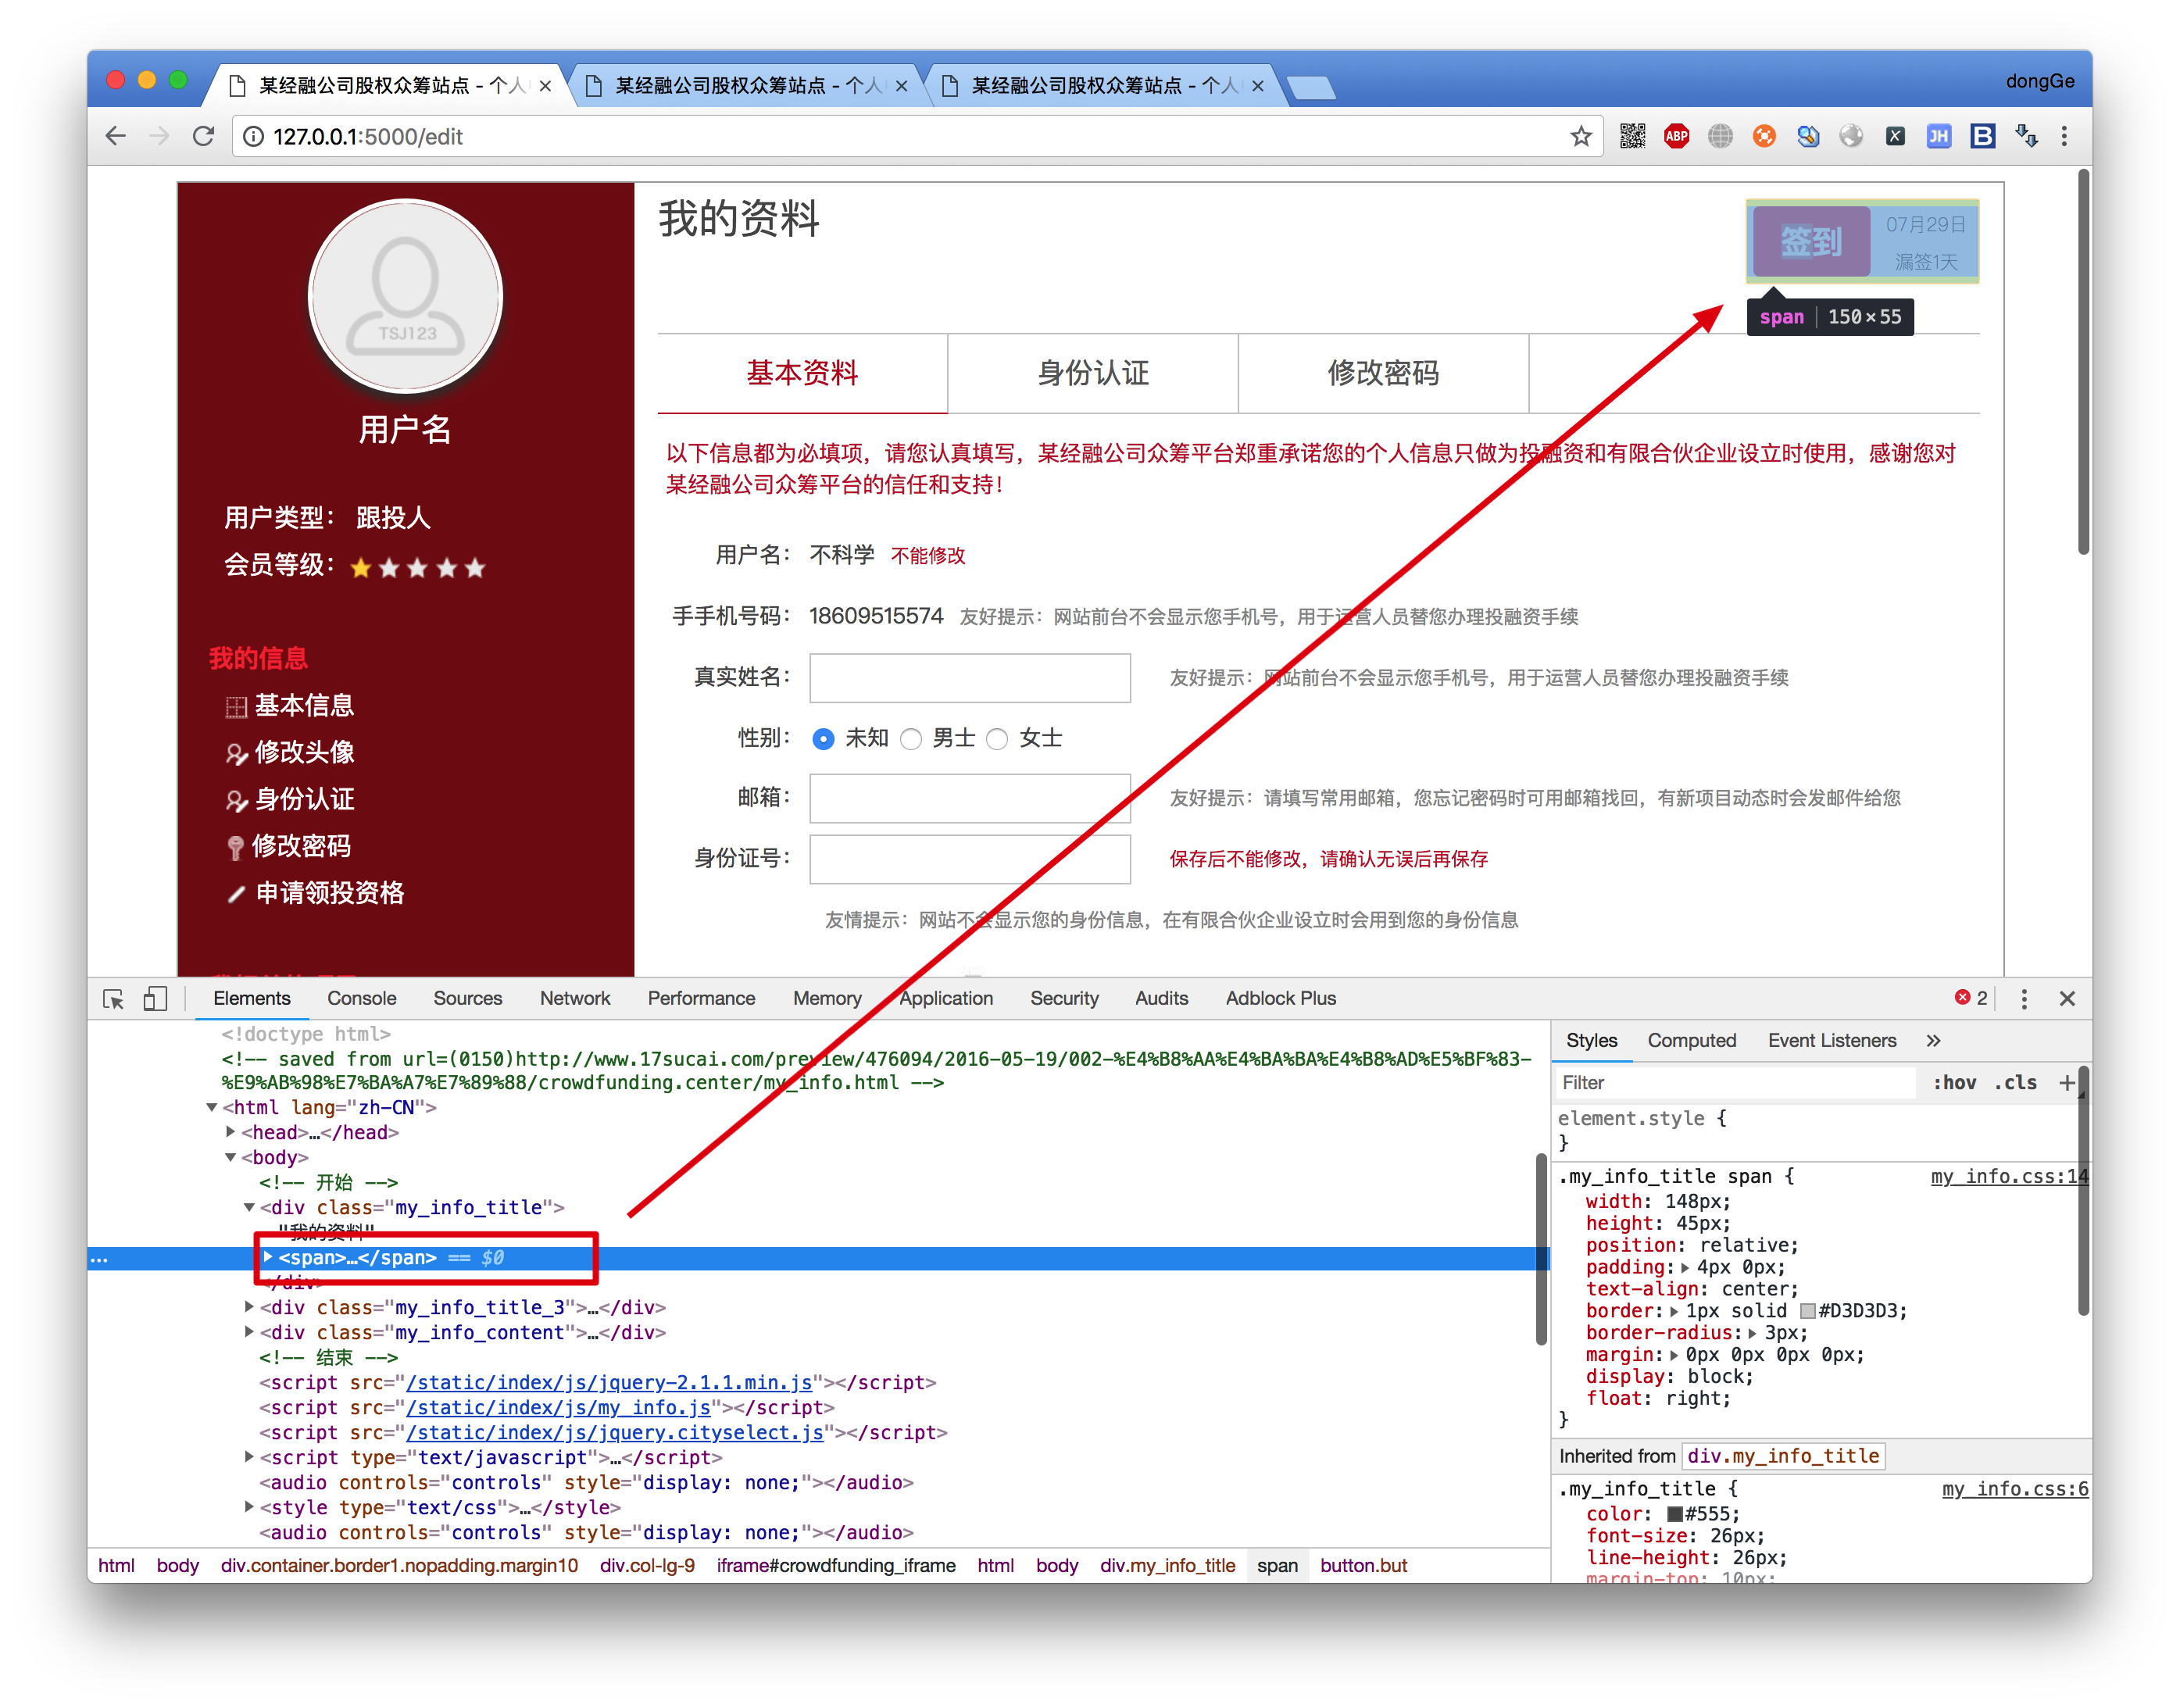 某经融公司股权众筹站点 - 个人
某经融公司股权众筹站点 - 个人
某经融公司股权众筹站点 - 个人
dongGe
127.0.0.1:5000/edit
ABP
JH
B
TSJ123
用户名
用户类型： 跟投人
会员等级：
我的信息
基本信息
修改头像
身份认证
修改密码
申请领投资格
我的资料
签到
07月29日
漏签1天
span 150×55
基本资料
身份认证
修改密码
以下信息都为必填项，请您认真填写，某经融公司众筹平台郑重承诺您的个人信息只做为投融资和有限合伙企业设立时使用，感谢您对
某经融公司众筹平台的信任和支持！
用户名： 不科学 不能修改
手手机号码： 18609515574 友好提示：网站前台不会显示您手机号，用于运营人员替您办理投融资手续
真实姓名： 友好提示：网站前台不会显示您手机号，用于运营人员替您办理投融资手续
性别： 未知 男士 女士
邮箱： 友好提示：请填写常用邮箱，您忘记密码时可用邮箱找回，有新项目动态时会发邮件给您
身份证号： 保存后不能修改，请确认无误后再保存
友情提示：网站不会显示您的身份信息，在有限合伙企业设立时会用到您的身份信息
Elements Console Sources Network Performance Memory Application Security Audits Adblock Plus 2
<!doctype html>
<!-- saved from url=(0150)http://www.17sucai.com/preview/476094/2016-05-19/002-%E4%B8%AA%E4%BA%BA%E4%B8%AD%E5%BF%83-
%E9%AB%98%E7%BA%A7%E7%89%88/crowdfunding.center/my_info.html -->
<html lang="zh-CN">
<head>…</head>
<body>
<!-- 开始 -->
<div class="my_info_title">
"我的资料"
<span>…</span> == $0
</div>
<div class="my_info_title_3">…</div>
<div class="my_info_content">…</div>
<!-- 结束 -->
<script src="/static/index/js/jquery-2.1.1.min.js"></script>
<script src="/static/index/js/my_info.js"></script>
<script src="/static/index/js/jquery.cityselect.js"></script>
<script type="text/javascript">…</script>
<audio controls="controls" style="display: none;"></audio>
<style type="text/css">…</style>
<audio controls="controls" style="display: none;"></audio>
html body div.container.border1.nopadding.margin10 div.col-lg-9 iframe#crowdfunding_iframe html body div.my_info_title span button.but
Styles Computed Event Listeners »
Filter :hov .cls +
element.style {
}
.my_info_title span { my_info.css:14
width: 148px;
height: 45px;
position: relative;
padding: 4px 0px;
text-align: center;
border: 1px solid #D3D3D3;
border-radius: 3px;
margin: 0px 0px 0px 0px;
display: block;
float: right;
}
Inherited from div.my_info_title
.my_info_title { my_info.css:6
color: #555;
font-size: 26px;
line-height: 26px;
margin-top: 10px;